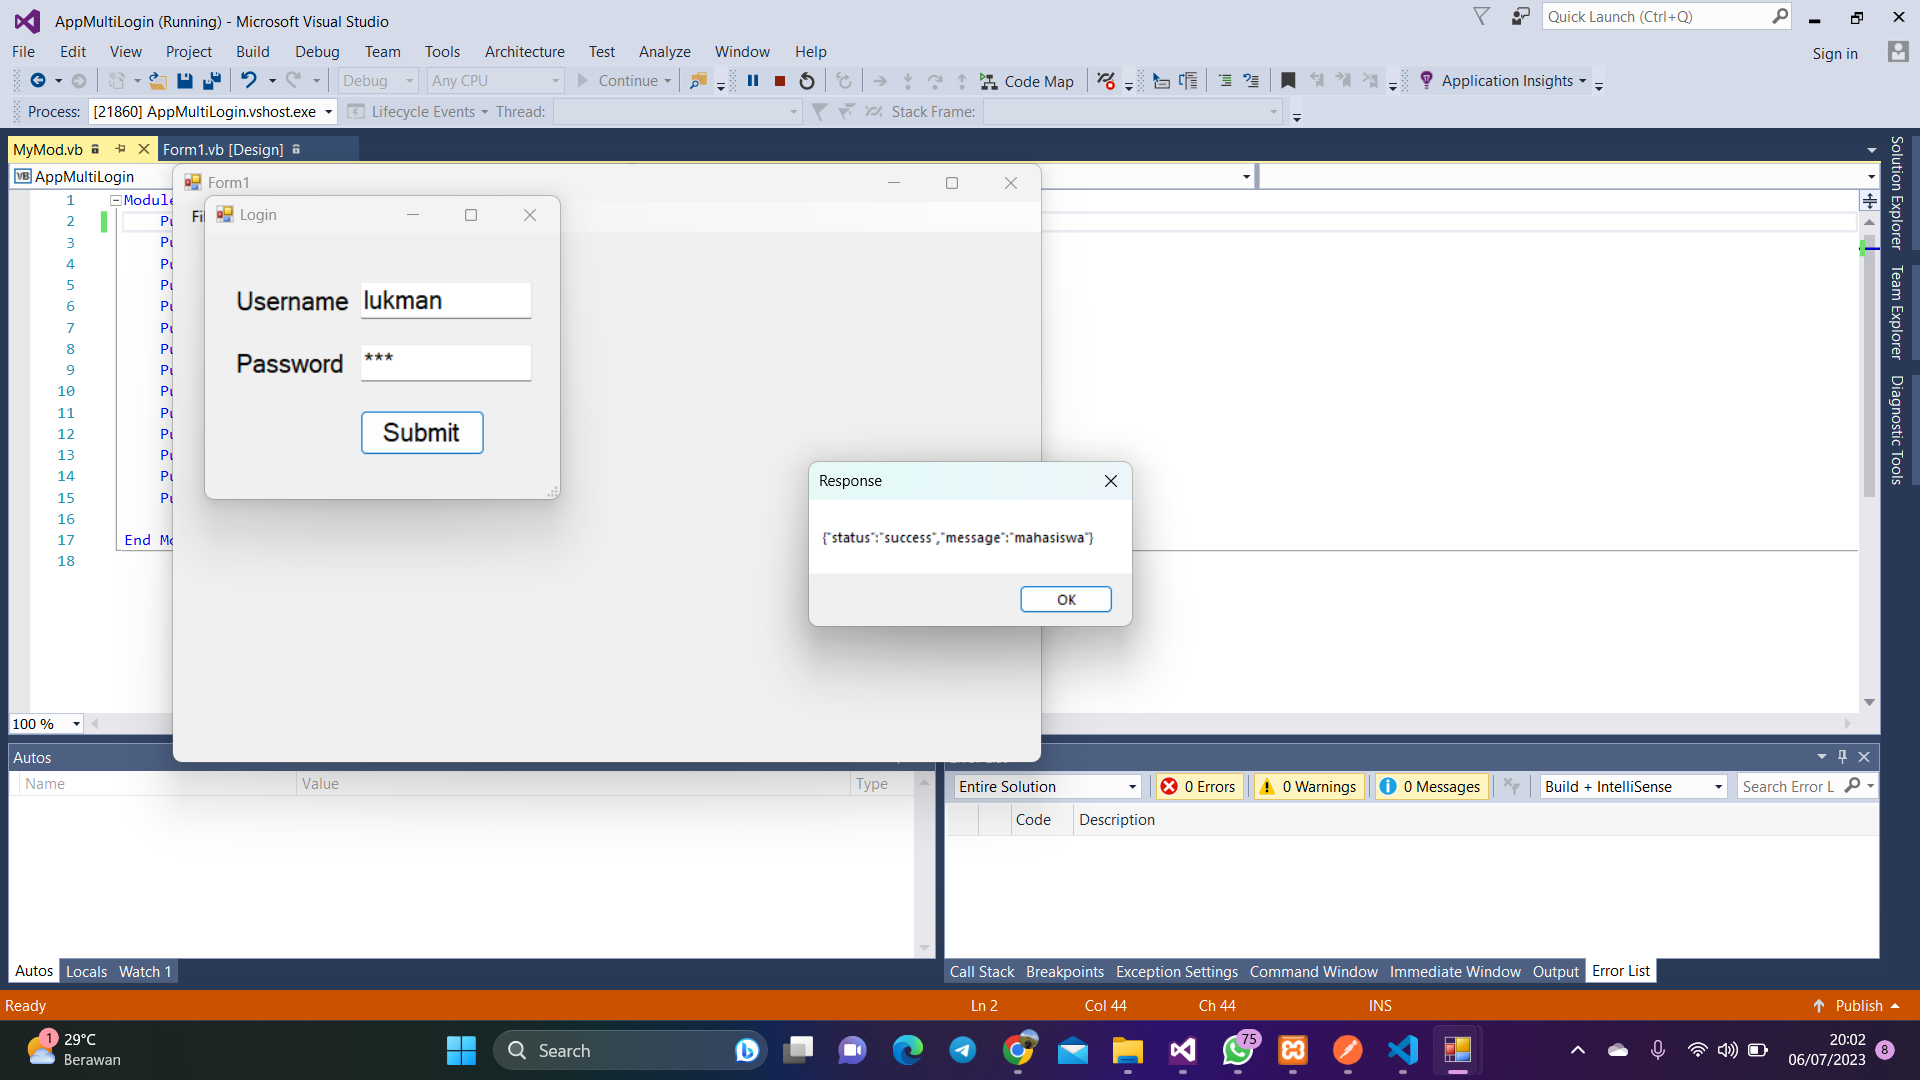 AppMultiLogin (Running) - Microsoft Visual Studio
Quick Launch (Ctrl+Q)
File Edit View Project Build Debug Team Tools Architecture Test Analyze Window Help
Sign in
Debug Any CPU Continue Code Map Application Insights
Process: [21860] AppMultiLogin.vshost.exe Lifecycle Events Thread: Stack Frame:
MyMod.vb Form1.vb [Design]
AppMultiLogin
Form1
Login
Username lukman
Password ***
Submit
Response
{"status":"success","message":"mahasiswa"}
OK
1 Module
2 Pu
3 Pu
4 Pu
5 Pu
6 Pu
7 Pu
8 Pu
9 Pu
10 Pu
11 Pu
12 Pu
13 Pu
14 Pu
15 Pu
16
17 End Mo
18
Solution Explorer
Team Explorer
Diagnostic Tools
100 %
Autos
Name Value Type
Entire Solution 0 Errors 0 Warnings 0 Messages Build + IntelliSense Search Error L
Code Description
Autos Locals Watch 1
Call Stack Breakpoints Exception Settings Command Window Immediate Window Output Error List
Ready Ln 2 Col 44 Ch 44 INS Publish
1 29°C
Berawan
Search
75
20:02
06/07/2023 8